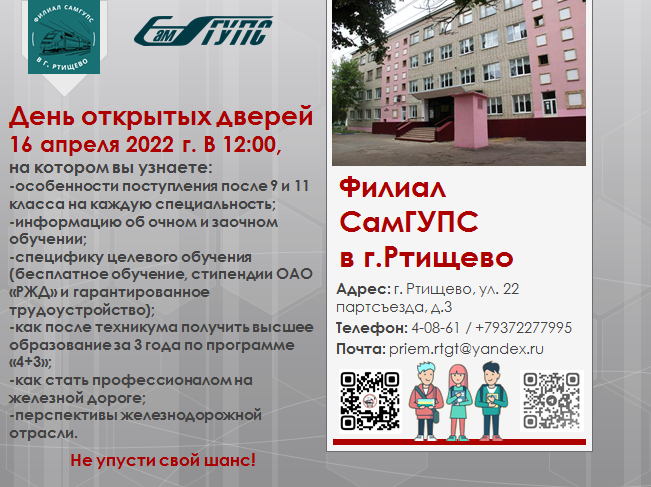 ФИЛИАЛ САМГУПС
В Г. РТИЩЕВО
СамГУПС
День открытых дверей
16 апреля 2022 г. В 12:00,
на котором вы узнаете:
-особенности поступления после 9 и 11
класса на каждую специальность;
-информацию об очном и заочном
обучении;
-специфику целевого обучения
(бесплатное обучение, стипендии ОАО
«РЖД» и гарантированное
трудоустройство);
-как после техникума получить высшее
образование за 3 года по программе
«4+3»;
-как стать профессионалом на
железной дороге;
-перспективы железнодорожной
отрасли.
Не упусти свой шанс!
Филиал
СамГУПС
в г.Ртищево
Адрес: г. Ртищево, ул. 22
партсъезда, д.3
Телефон: 4-08-61 / +79372277995
Почта: priem.rtgt@yandex.ru